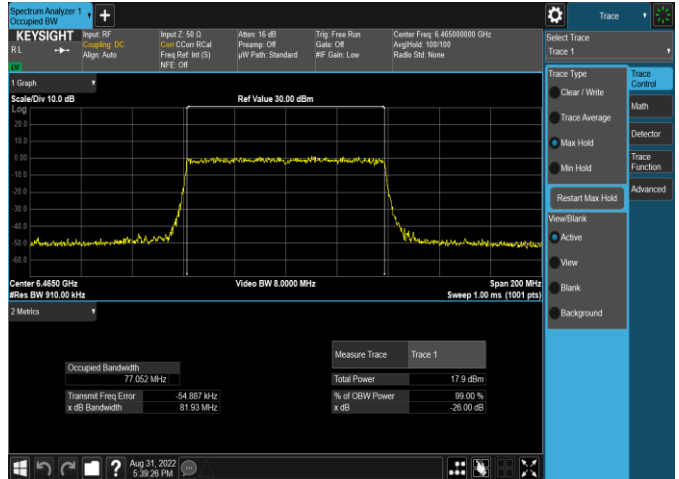 Spectrum Analyzer 1
Occupied BW
Trace
KEYSIGHT
Input: RF
Input Z: 50 Ω
Atten: 16 dB
Trig: Free Run
Center Freq: 6.465000000 GHz
RL
Coupling: DC
Corr CCorr RCal
Preamp: Off
Gate: Off
Avg|Hold: 100/100
Align: Auto
Freq Ref: Int (S)
µW Path: Standard
#IF Gain: Low
Radio Std: None
NFE: Off
Select Trace
Trace 1
1 Graph
Scale/Div 10.0 dB
Ref Value 30.00 dBm
Log
20.0
10.0
0.00
-10.0
-20.0
-30.0
-40.0
-50.0
-60.0
Center 6.4650 GHz
Video BW 8.0000 MHz
Span 200 MHz
#Res BW 910.00 kHz
Sweep 1.00 ms (1001 pts)
2 Metrics
Measure Trace
Trace 1
Occupied Bandwidth
77.052 MHz
Total Power
17.9 dBm
Transmit Freq Error
-54.887 kHz
% of OBW Power
99.00 %
x dB Bandwidth
81.93 MHz
x dB
-26.00 dB
Trace Type
Clear / Write
Trace Average
Max Hold
Min Hold
Restart Max Hold
View/Blank
Active
View
Blank
Background
Trace
Control
Math
Detector
Trace
Function
Advanced
Aug 31, 2022
5:39:26 PM